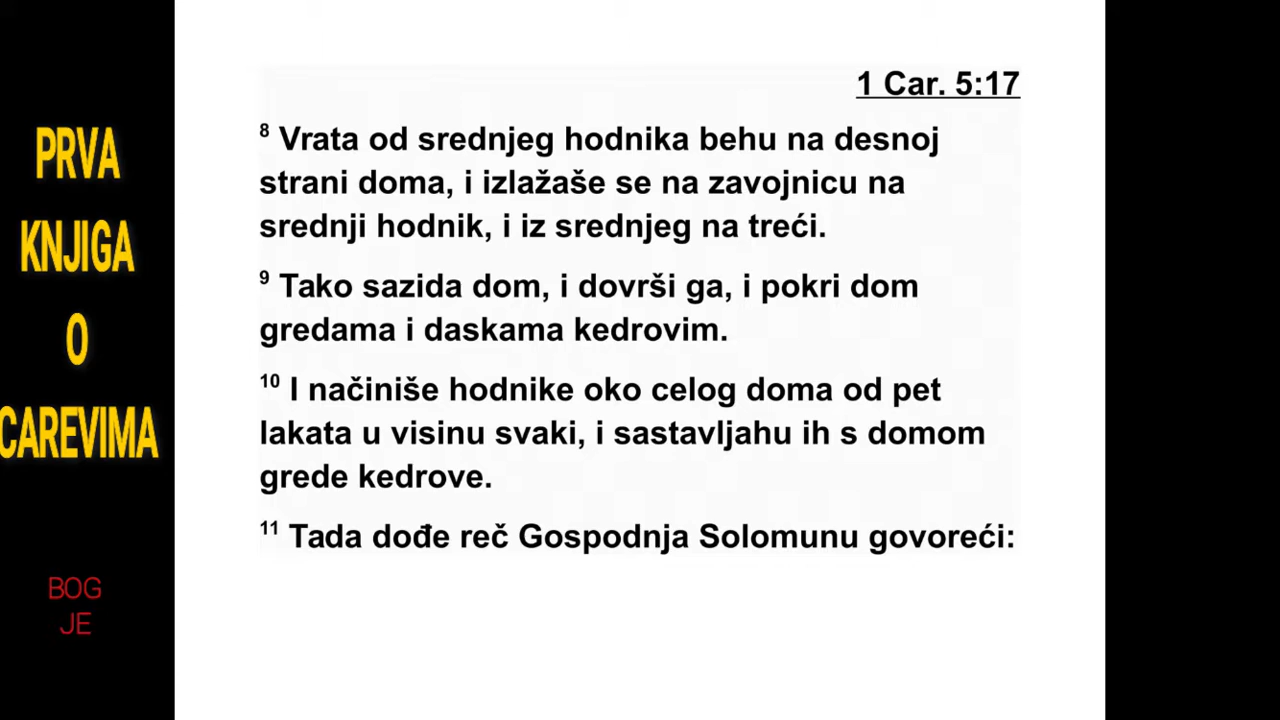 PRVA
KNJIGA
O
CAREVIMA
BOG
JE
1 Car. 5:17
8 Vrata od srednjeg hodnika behu na desnoj
strani doma, i izlažaše se na zavojnicu na
srednji hodnik, i iz srednjeg na treći.
9 Tako sazida dom, i dovrši ga, i pokri dom
gredama i daskama kedrovim.
10 I načiniše hodnike oko celog doma od pet
lakata u visinu svaki, i sastavljahu ih s domom
grede kedrove.
11 Tada dođe reč Gospodnja Solomunu govoreći: